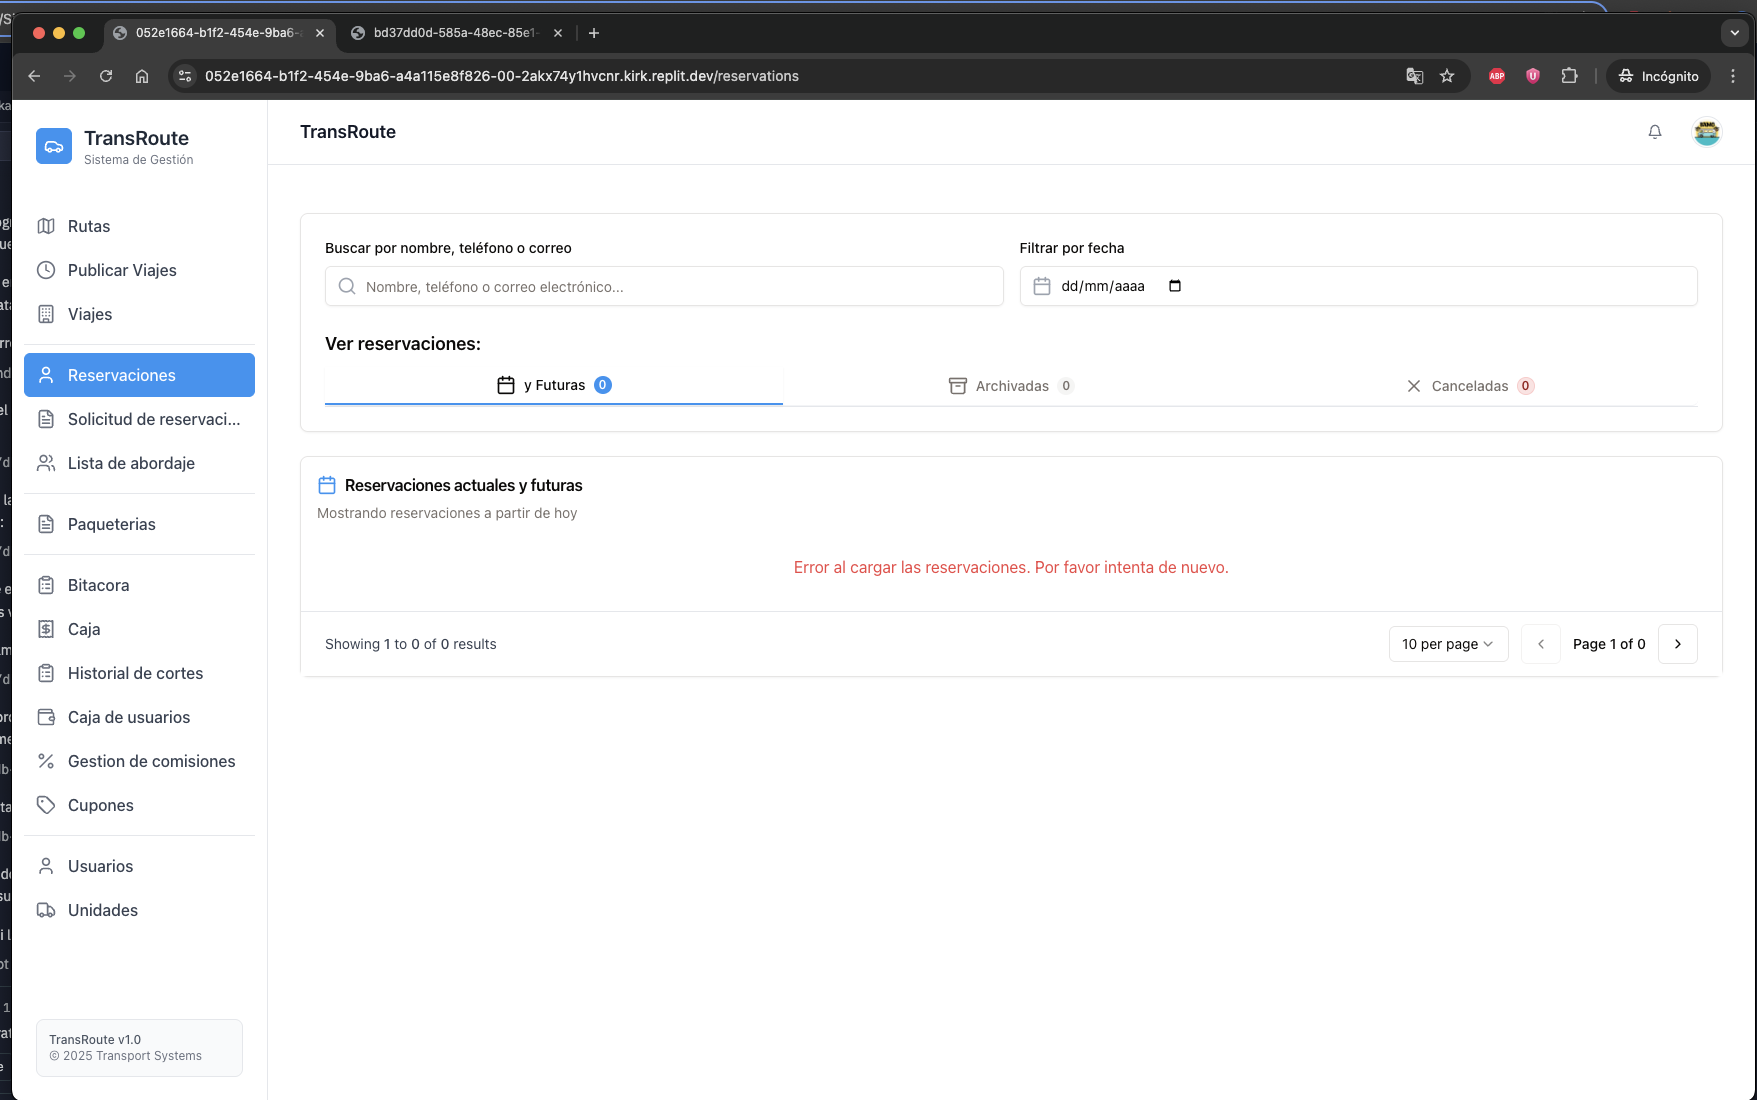 052e1664-b1f2-454e-9ba6-
bd37dd0d-585a-48ec-85e1-
052e1664-b1f2-454e-9ba6-a4a115e8f826-00-2akx74y1hvcnr.kirk.replit.dev/reservations
ABP
Incógnito
TransRoute
Sistema de Gestión
TransRoute
Rutas
Publicar Viajes
Viajes
Reservaciones
Solicitud de reservaci...
Lista de abordaje
Paqueterias
Bitacora
Caja
Historial de cortes
Caja de usuarios
Gestion de comisiones
Cupones
Usuarios
Unidades
TransRoute v1.0
© 2025 Transport Systems
Buscar por nombre, teléfono o correo
Nombre, teléfono o correo electrónico...
Filtrar por fecha
dd/mm/aaaa
Ver reservaciones:
y Futuras 0
Archivadas 0
Canceladas 0
Reservaciones actuales y futuras
Mostrando reservaciones a partir de hoy
Error al cargar las reservaciones. Por favor intenta de nuevo.
Showing 1 to 0 of 0 results
10 per page
Page 1 of 0